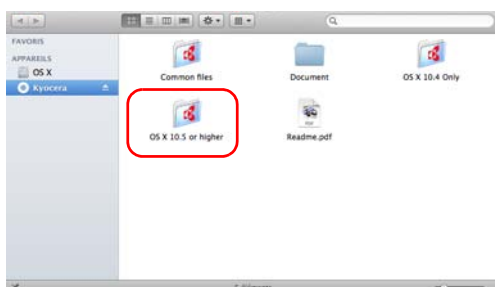 FAVORIS
APPAREILS
OS X
Kyocera
Common files
Document
OS X 10.4 Only
OS X 10.5 or higher
Readme.pdf